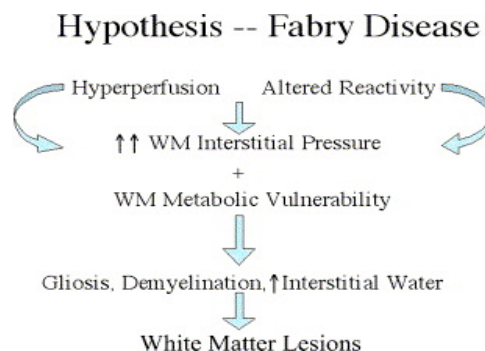 Hypothesis -- Fabry Disease
Hyperperfusion Altered Reactivity
↑↑ WM Interstitial Pressure
+
WM Metabolic Vulnerability
Gliosis, Demyelination, ↑Interstitial Water
White Matter Lesions